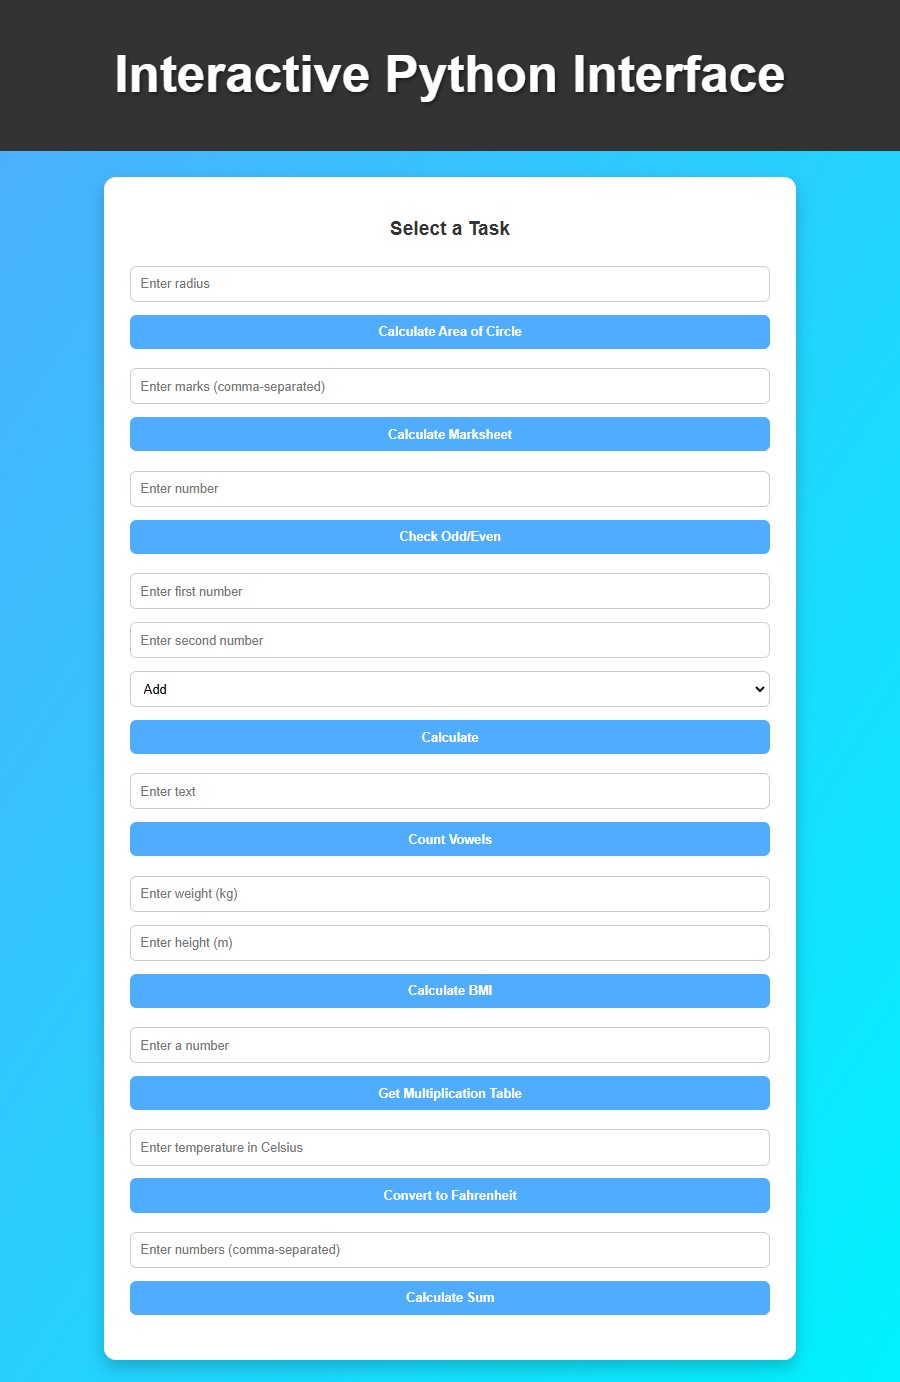 Interactive Python Interface
Select a Task
Enter radius
Calculate Area of Circle
Enter marks (comma-separated)
Calculate Marksheet
Enter number
Check Odd/Even
Enter first number
Enter second number
Add
Calculate
Enter text
Count Vowels
Enter weight (kg)
Enter height (m)
Calculate BMI
Enter a number
Get Multiplication Table
Enter temperature in Celsius
Convert to Fahrenheit
Enter numbers (comma-separated)
Calculate Sum